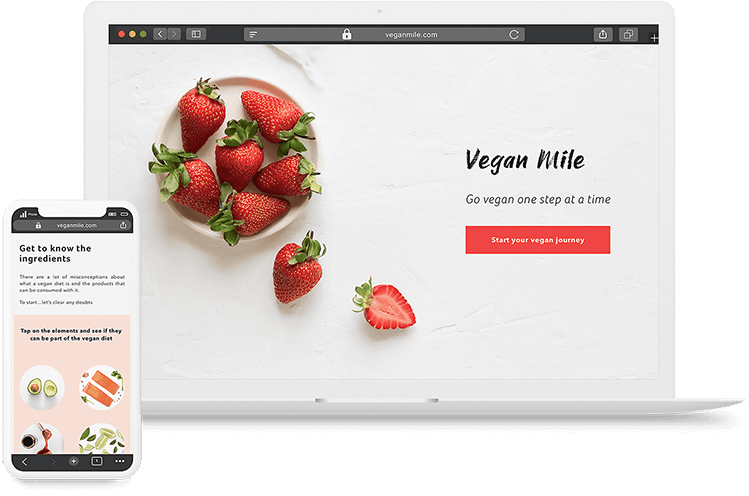 veganmile.com
Vegan Mile
Go vegan one step at a time
Start your vegan journey
iPhone
veganmile.com
Get to know the
ingredients
There are a lot of misconceptions about
what a vegan diet is and the products that
can be consumed with it.
To start...let's clear any doubts
Tap on the elements and see if they
can be part of the vegan diet
1